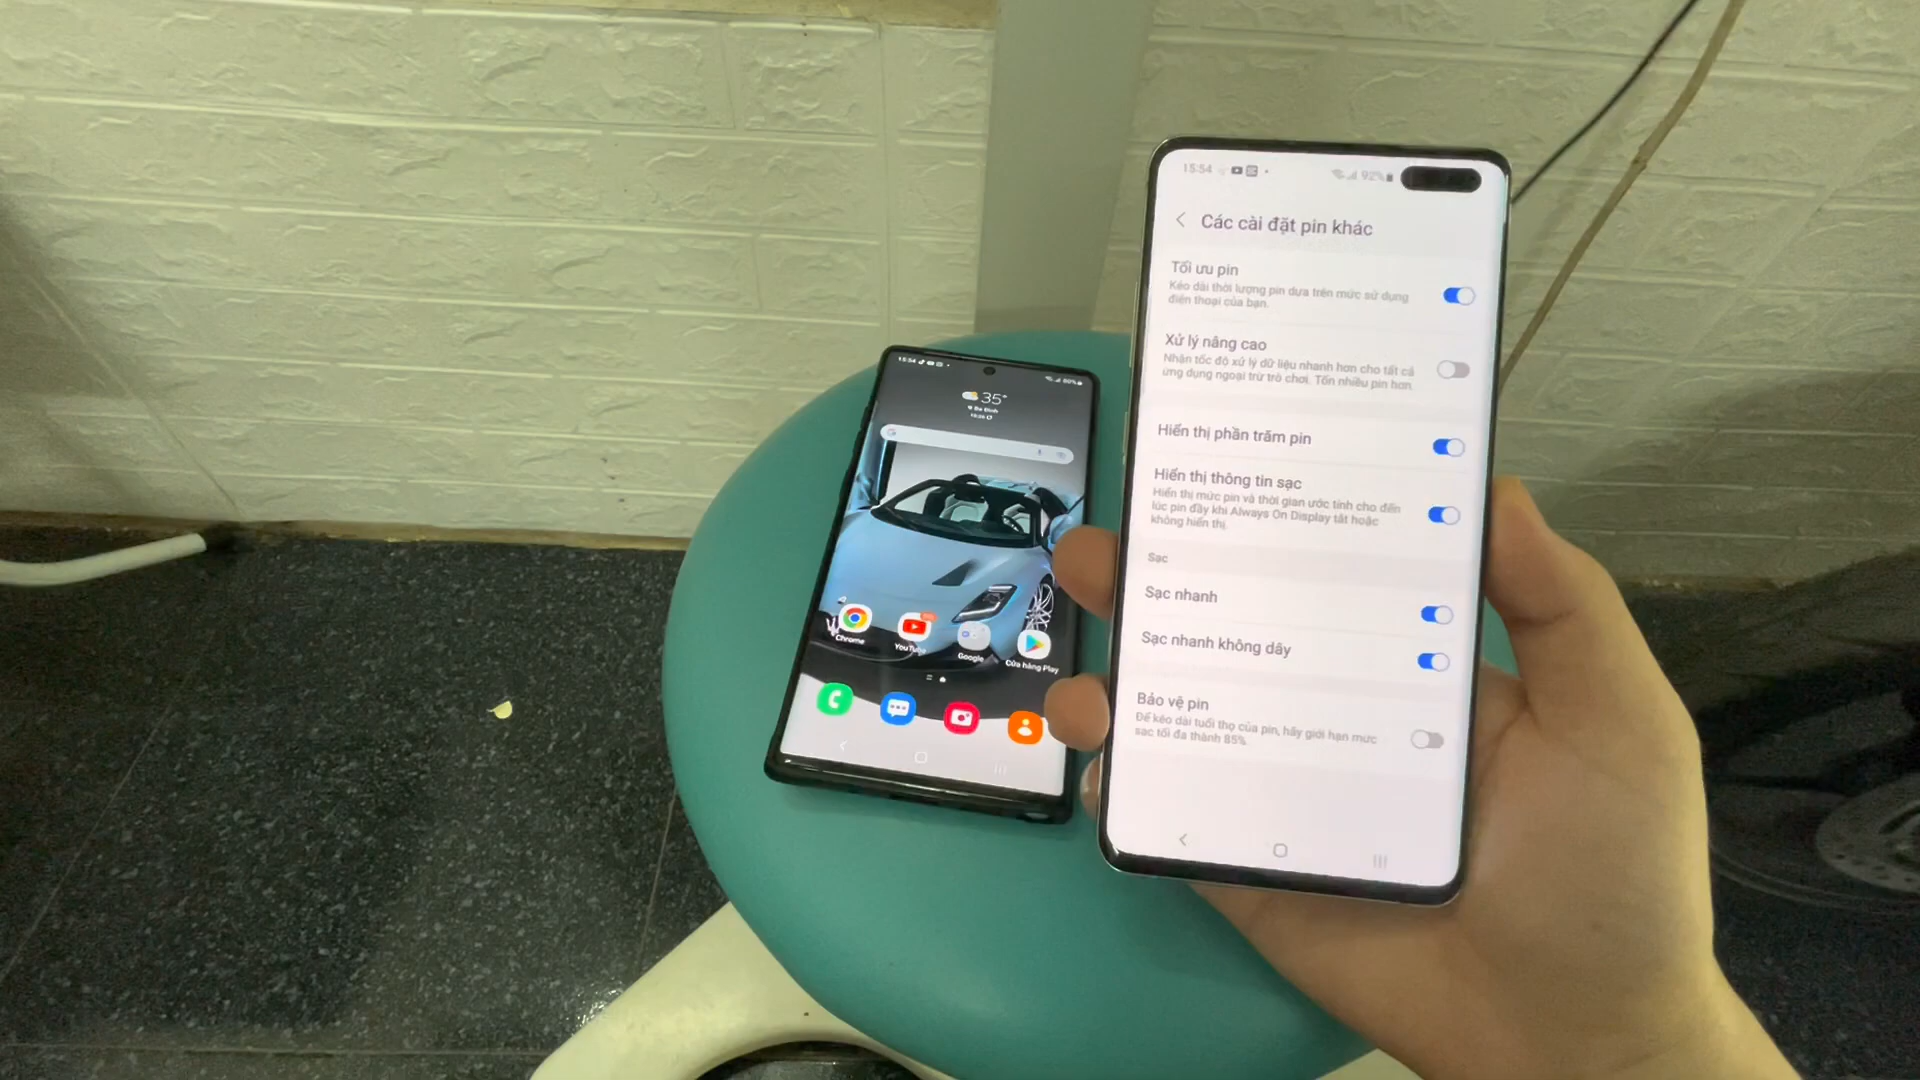 15:54
92%
Các cài đặt pin khác
Tối ưu pin
Kéo dài thời lượng pin dựa trên mức sử dụng
điện thoại của bạn.
Xử lý nâng cao
Nhận tốc độ xử lý dữ liệu nhanh hơn cho tất cả
ứng dụng ngoại trừ trò chơi. Tốn nhiều pin hơn.
Hiển thị phần trăm pin
Hiển thị thông tin sạc
Hiển thị mức pin và thời gian ước tính cho đến
lúc pin đầy khi Always On Display tắt hoặc
không hiển thị.
Sạc
Sạc nhanh
Sạc nhanh không dây
Bảo vệ pin
Để kéo dài tuổi thọ của pin, hãy giới hạn mức
sạc tối đa thành 85%.
15:54
35°
Ba Đình
Chrome
YouTube
Google
Cửa hàng Play